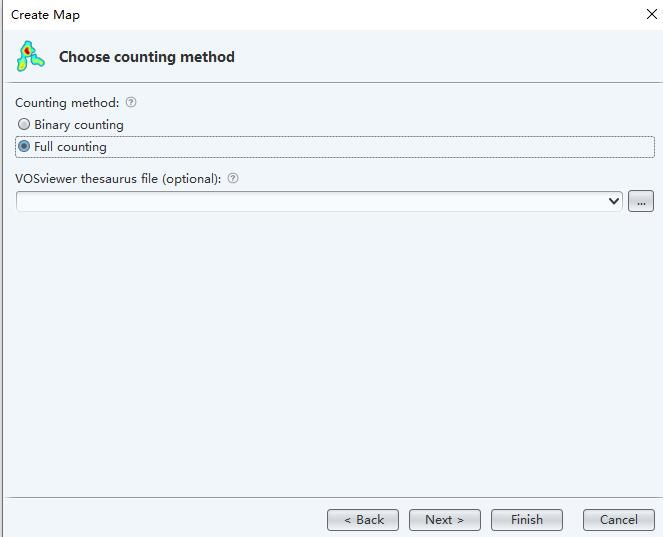 Create Map
Choose counting method
Counting method: ?
Binary counting
Full counting
VOSviewer thesaurus file (optional): ?
...
< Back Next > Finish Cancel